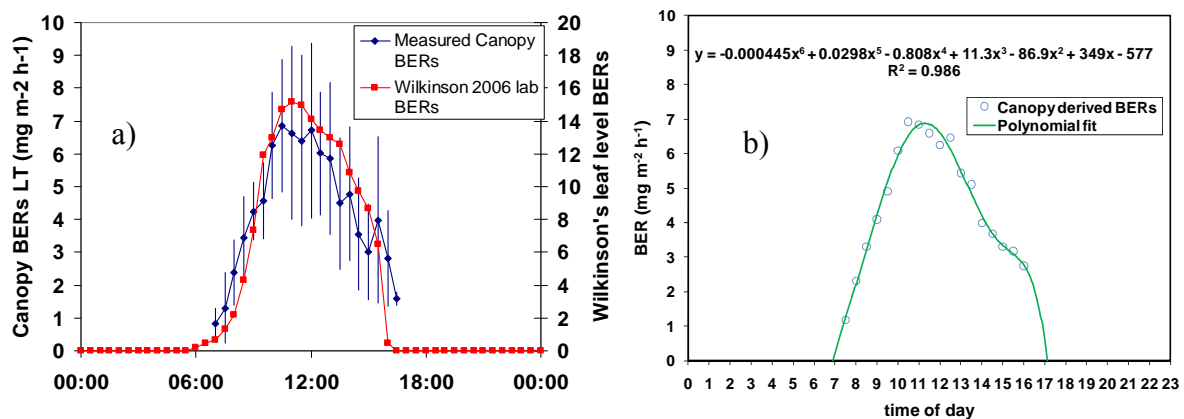 a)
Canopy BERs LT (mg m-2 h-1)
10
9
8
7
6
5
4
3
2
1
0
Measured Canopy
BERs
Wilkinson 2006 lab
BERs
20
18
16
14
12
10
8
6
4
2
0
Wilkinson's leaf level BERs
00:00 06:00 12:00 18:00 00:00
b)
BER (mg m⁻² h⁻¹)
10
9
8
7
6
5
4
3
2
1
0
y = -0.000445x⁶ + 0.0298x⁵ - 0.808x⁴ + 11.3x³ - 86.9x² + 349x - 577
R² = 0.986
Canopy derived BERs
Polynomial fit
0 1 2 3 4 5 6 7 8 9 10 11 12 13 14 15 16 17 18 19 20 21 22 23
time of day